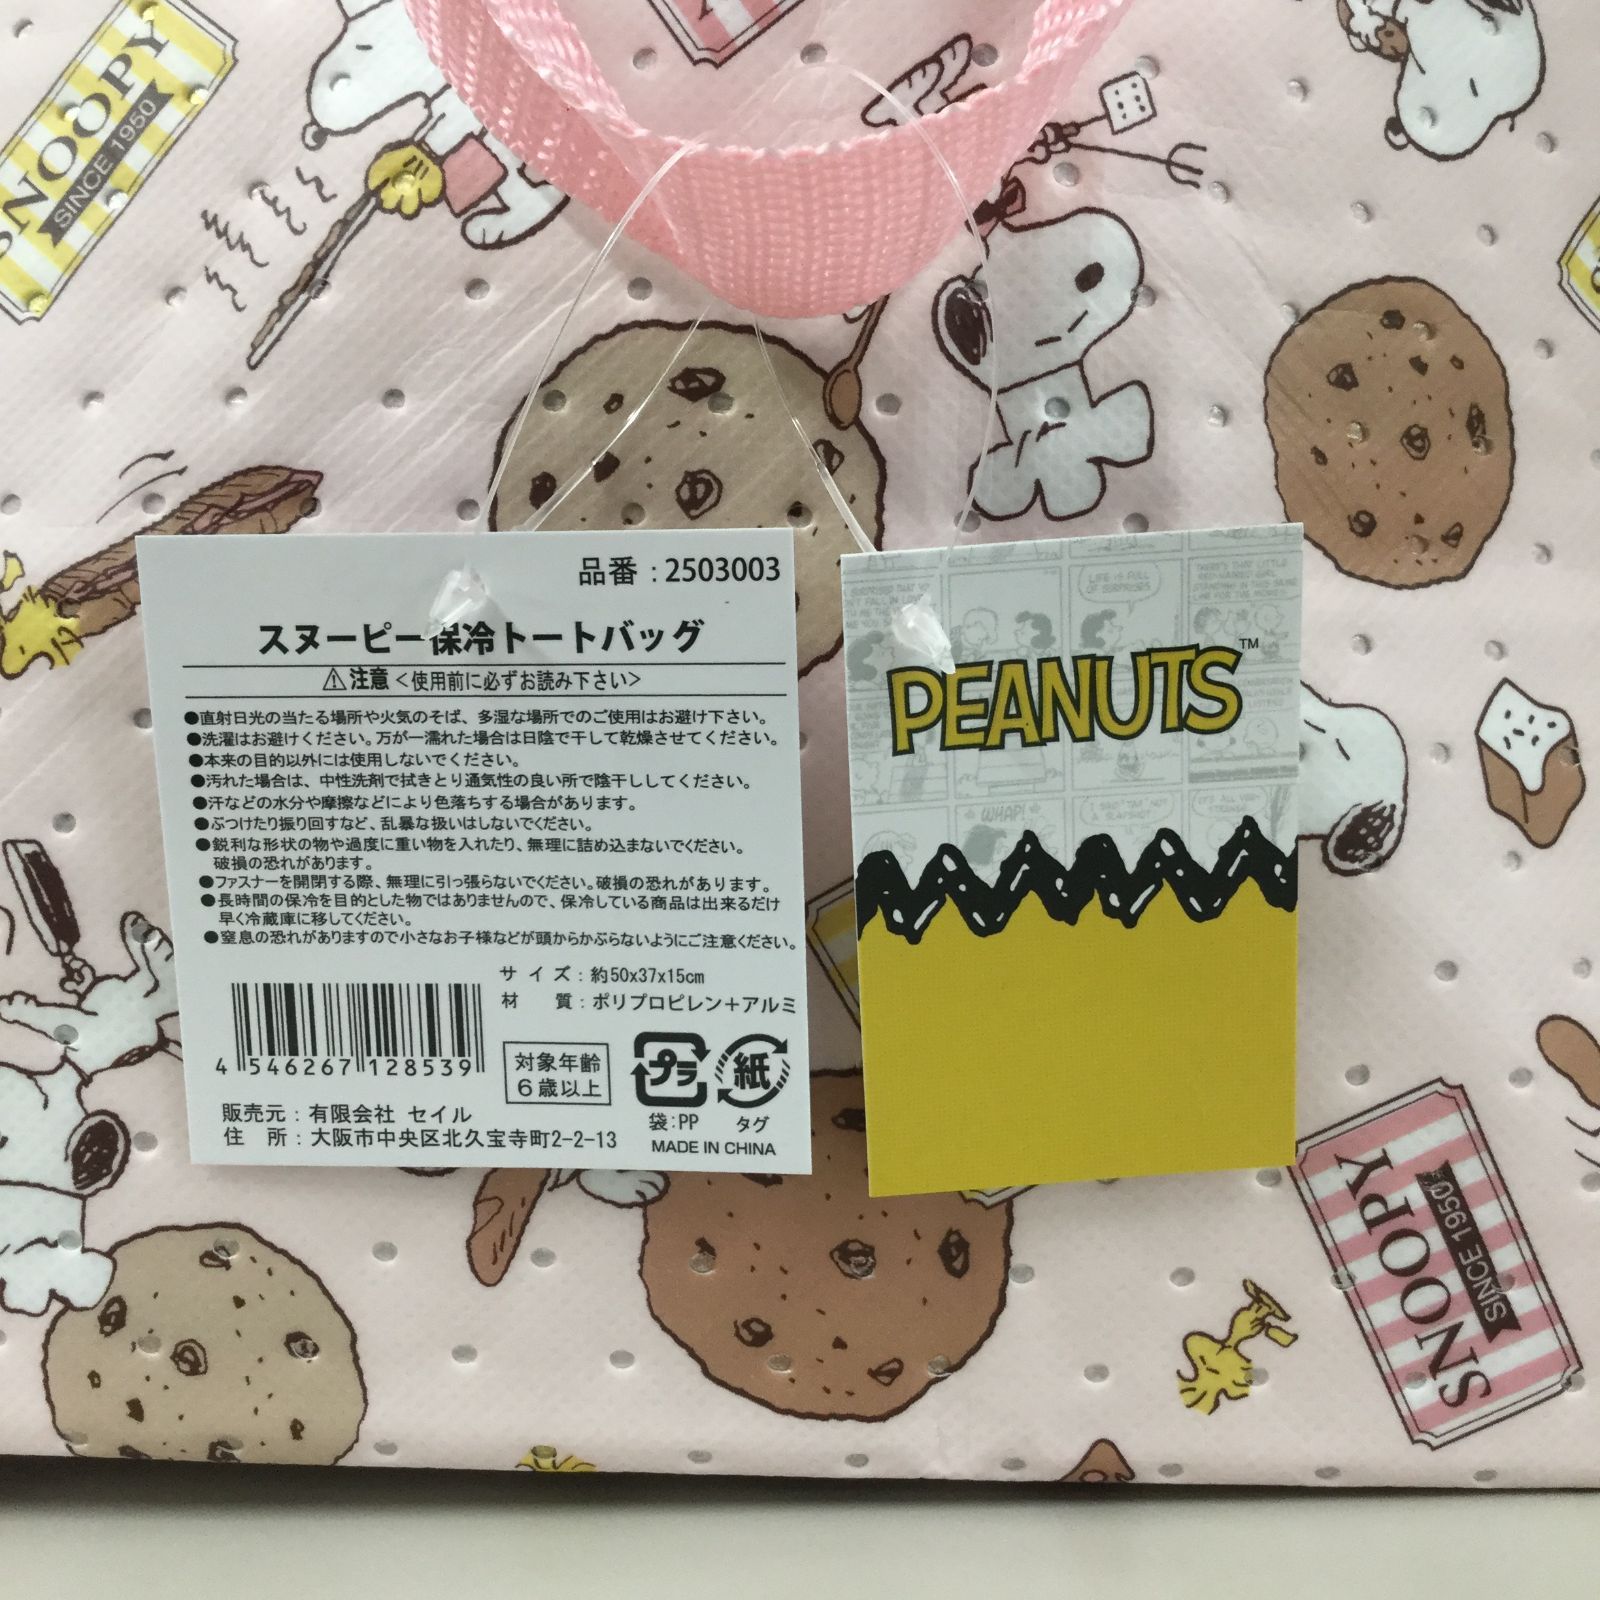 SNOOPY
SINCE 1950
品番：2503003
スヌーピー保冷トートバッグ
⚠注意＜使用前に必ずお読み下さい＞
●直射日光の当たる場所や火気のそば、多湿な場所でのご使用はお避け下さい。
●洗濯はお避けください。万が一濡れた場合は日陰で干して乾燥させてください。
●本来の目的以外には使用しないでください。
●汚れた場合は、中性洗剤で拭きとり通気性の良い所で陰干ししてください。
●汗などの水分や摩擦などにより色落ちする場合があります。
●ぶつけたり振り回すなど、乱暴な扱いはしないでください。
●鋭利な形状の物や過度に重い物を入れたり、無理に詰め込まないでください。
破損の恐れがあります。
●ファスナーを開閉する際、無理に引っ張らないでください。破損の恐れがあります。
●長時間の保冷を目的とした物ではありませんので、保冷している商品は出来るだけ
早く冷蔵庫に移してください。
●窒息の恐れがありますので小さなお子様などが頭からかぶらないようにご注意ください。
サイズ：約50x37x15cm
材　質：ポリプロピレン＋アルミ
4 546267 128539
対象年齢
6歳以上
プラ
紙
袋：PP
タグ
MADE IN CHINA
販売元：有限会社 セイル
住　所：大阪市中央区北久宝寺町2-2-13
LIFE IS FULL
OF SURPRISES
PEANUTS™
WHAP!
SNOOPY
SINCE 1950